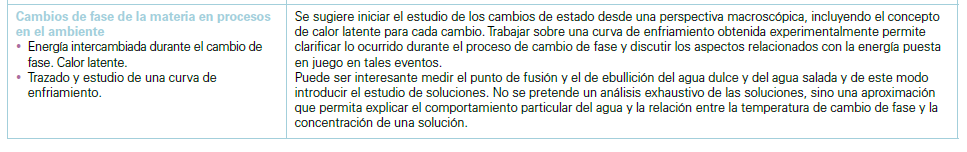 Cambios de fase de la materia en procesos
en el ambiente
• Energía intercambiada durante el cambio de
fase. Calor latente.
• Trazado y estudio de una curva de
enfriamiento.
Se sugiere iniciar el estudio de los cambios de estado desde una perspectiva macroscópica, incluyendo el concepto
de calor latente para cada cambio. Trabajar sobre una curva de enfriamiento obtenida experimentalmente permite
clarificar lo ocurrido durante el proceso de cambio de fase y discutir los aspectos relacionados con la energía puesta
en juego en tales eventos.
Puede ser interesante medir el punto de fusión y el de ebullición del agua dulce y del agua salada y de este modo
introducir el estudio de soluciones. No se pretende un análisis exhaustivo de las soluciones, sino una aproximación
que permita explicar el comportamiento particular del agua y la relación entre la temperatura de cambio de fase y la
concentración de una solución.